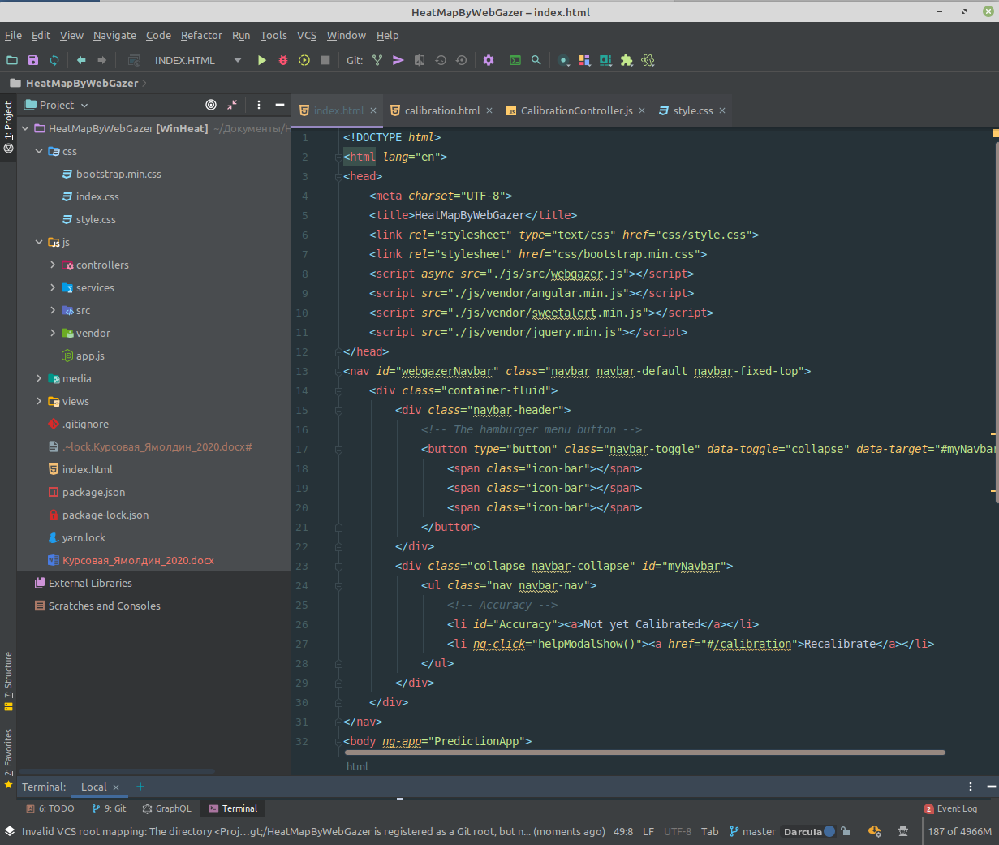 HeatMapByWebGazer – index.html
File Edit View Navigate Code Refactor Run Tools VCS Window Help
INDEX.HTML Git:
HeatMapByWebGazer
1: Project
7: Structure
2: Favorites
Project
HeatMapByWebGazer [WinHeat] ~/Документы/H
css
bootstrap.min.css
index.css
style.css
js
controllers
services
src
vendor
app.js
media
views
.gitignore
.~lock.Курсовая_Ямолдин_2020.docx#
index.html
package.json
package-lock.json
yarn.lock
Курсовая_Ямолдин_2020.docx
External Libraries
Scratches and Consoles
index.html calibration.html CalibrationController.js style.css
1 <!DOCTYPE html>
2 <html lang="en">
3 <head>
4 <meta charset="UTF-8">
5 <title>HeatMapByWebGazer</title>
6 <link rel="stylesheet" type="text/css" href="css/style.css">
7 <link rel="stylesheet" href="css/bootstrap.min.css">
8 <script async src="./js/src/webgazer.js"></script>
9 <script src="./js/vendor/angular.min.js"></script>
10 <script src="./js/vendor/sweetalert.min.js"></script>
11 <script src="./js/vendor/jquery.min.js"></script>
12 </head>
13 <nav id="webgazerNavbar" class="navbar navbar-default navbar-fixed-top">
14 <div class="container-fluid">
15 <div class="navbar-header">
16 <!-- The hamburger menu button -->
17 <button type="button" class="navbar-toggle" data-toggle="collapse" data-target="#myNavbar
18 <span class="icon-bar"></span>
19 <span class="icon-bar"></span>
20 <span class="icon-bar"></span>
21 </button>
22 </div>
23 <div class="collapse navbar-collapse" id="myNavbar">
24 <ul class="nav navbar-nav">
25 <!-- Accuracy -->
26 <li id="Accuracy"><a>Not yet Calibrated</a></li>
27 <li ng-click="helpModalShow()"><a href="#/calibration">Recalibrate</a></li>
28 </ul>
29 </div>
30 </div>
31 </nav>
32 <body ng-app="PredictionApp">
html
Terminal: Local
6: TODO 9: Git GraphQL Terminal 2 Event Log
Invalid VCS root mapping: The directory <Proj...gt;/HeatMapByWebGazer is registered as a Git root, but n... (moments ago) 49:8 LF UTF-8 Tab master Darcula 187 of 4966M